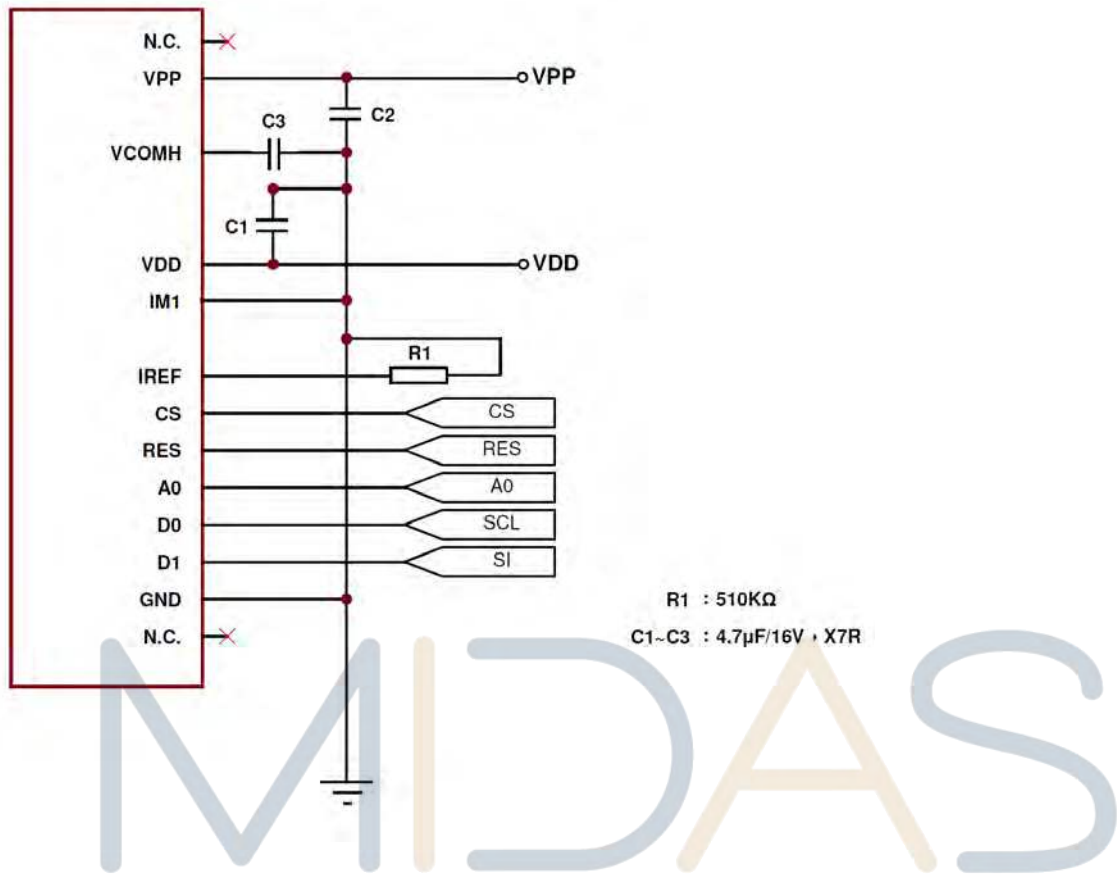 N.C.
VPP
VPP
C2
C3
VCOMH
C1
VDD
VDD
IM1
R1
IREF
CS
CS
RES
RES
A0
A0
D0
SCL
D1
SI
GND
R1 : 510KΩ
N.C.
C1~C3 : 4.7μF/16V , X7R
MIDAS